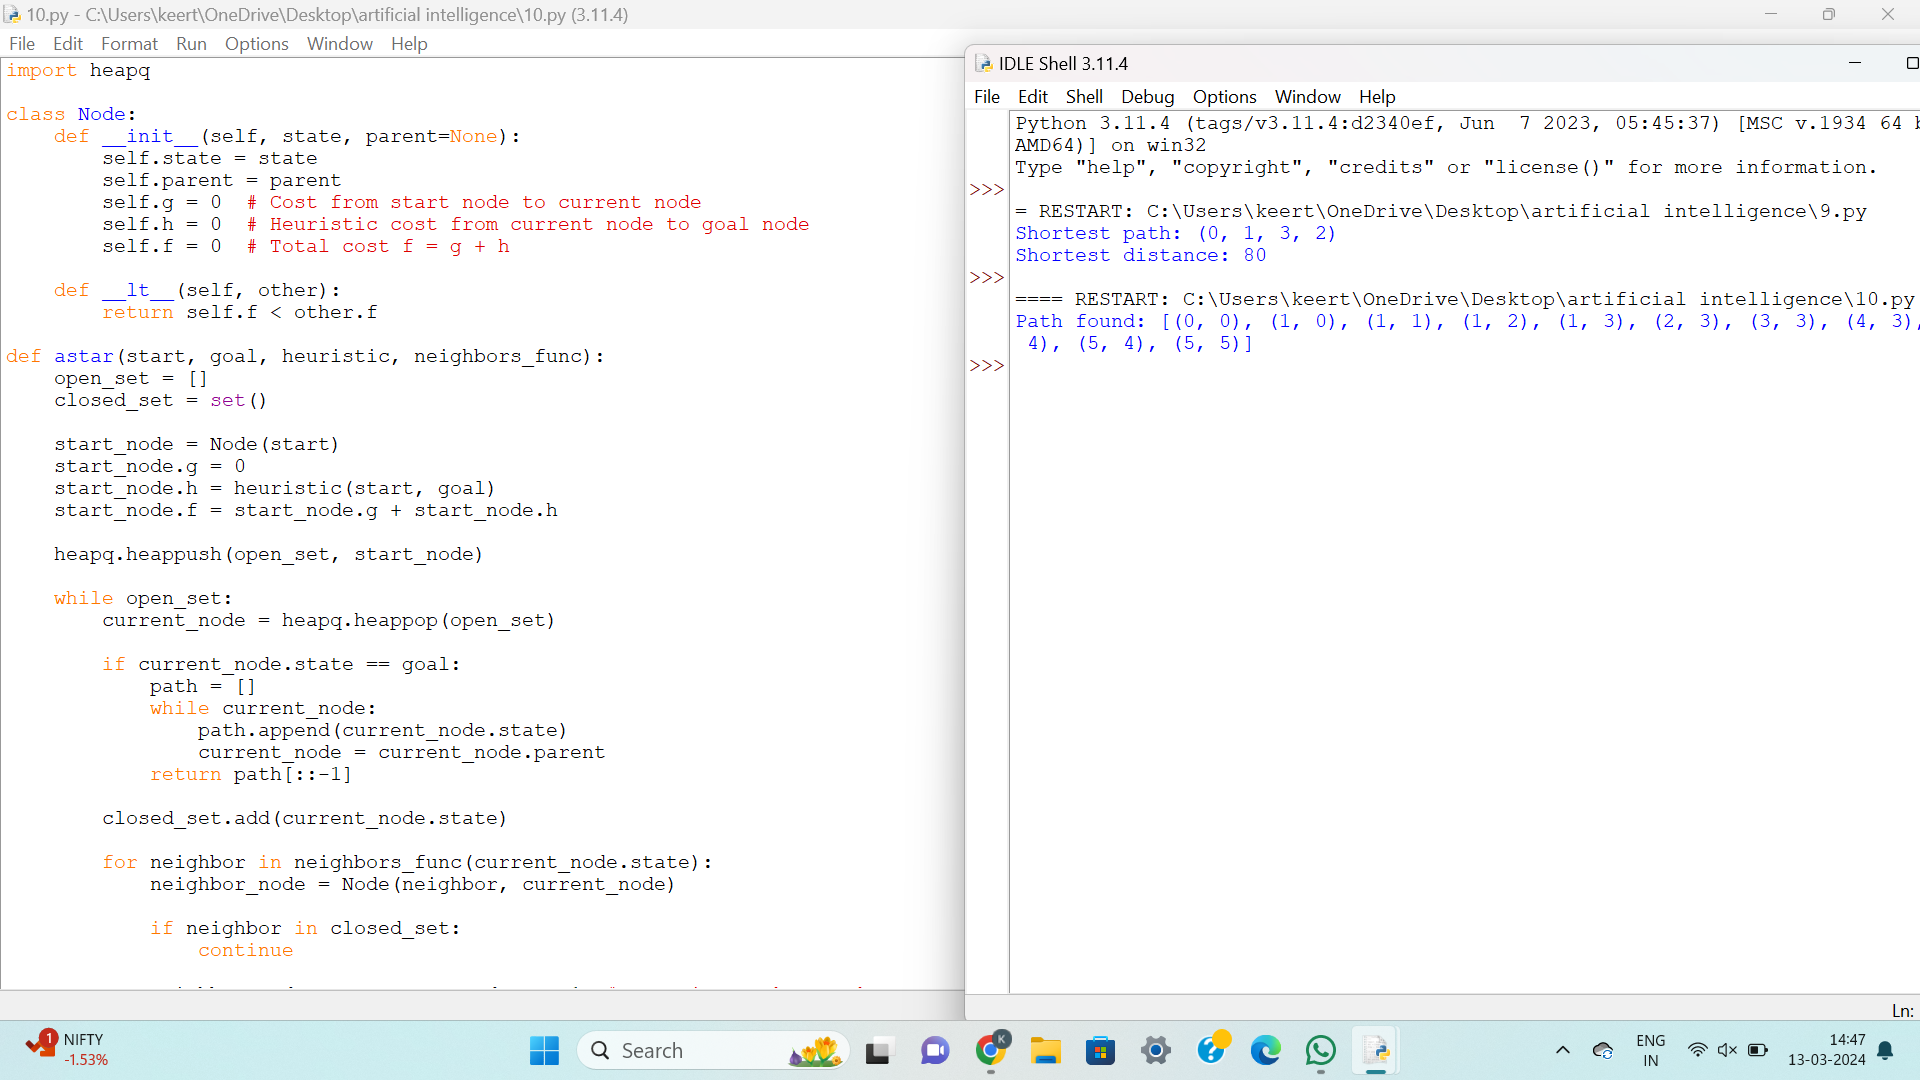 10.py - C:\Users\keert\OneDrive\Desktop\artificial intelligence\10.py (3.11.4)
File Edit Format Run Options Window Help
import heapq
class Node:
    def __init__(self, state, parent=None):
        self.state = state
        self.parent = parent
        self.g = 0  # Cost from start node to current node
        self.h = 0  # Heuristic cost from current node to goal node
        self.f = 0  # Total cost f = g + h
    def __lt__(self, other):
        return self.f < other.f
def astar(start, goal, heuristic, neighbors_func):
    open_set = []
    closed_set = set()
    start_node = Node(start)
    start_node.g = 0
    start_node.h = heuristic(start, goal)
    start_node.f = start_node.g + start_node.h
    heapq.heappush(open_set, start_node)
    while open_set:
        current_node = heapq.heappop(open_set)
        if current_node.state == goal:
            path = []
            while current_node:
                path.append(current_node.state)
                current_node = current_node.parent
            return path[::-1]
        closed_set.add(current_node.state)
        for neighbor in neighbors_func(current_node.state):
            neighbor_node = Node(neighbor, current_node)
            if neighbor in closed_set:
                continue
IDLE Shell 3.11.4
File Edit Shell Debug Options Window Help
Python 3.11.4 (tags/v3.11.4:d2340ef, Jun  7 2023, 05:45:37) [MSC v.1934 64
AMD64)] on win32
Type "help", "copyright", "credits" or "license()" for more information.
>>>
= RESTART: C:\Users\keert\OneDrive\Desktop\artificial intelligence\9.py
Shortest path: (0, 1, 3, 2)
Shortest distance: 80
>>>
==== RESTART: C:\Users\keert\OneDrive\Desktop\artificial intelligence\10.py
Path found: [(0, 0), (1, 0), (1, 1), (1, 2), (1, 3), (2, 3), (3, 3), (4, 3),
 4), (5, 4), (5, 5)]
>>>
Ln:
1 NIFTY
-1.53%
Search
K
ENG
IN
14:47
13-03-2024